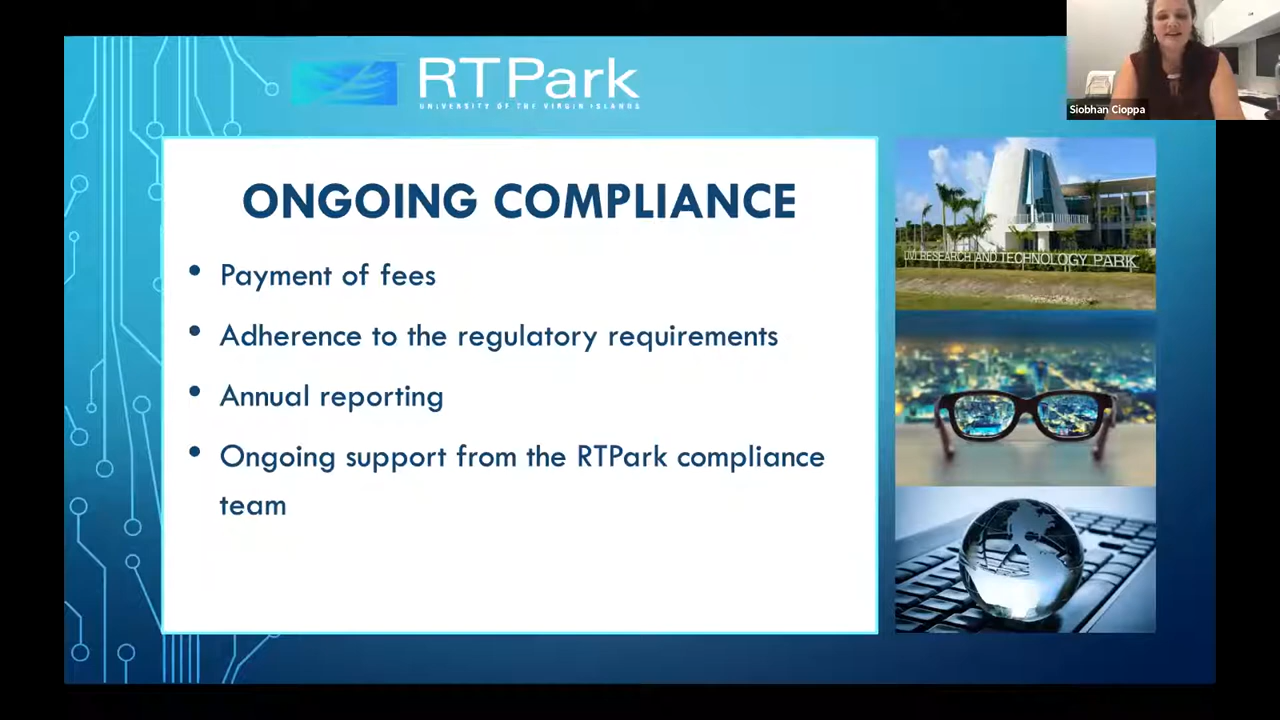 RTPark
UNIVERSITY OF THE VIRGIN ISLANDS
Siobhan Cioppa
ONGOING COMPLIANCE
• Payment of fees
• Adherence to the regulatory requirements
• Annual reporting
• Ongoing support from the RTPark compliance
team
UVI RESEARCH AND TECHNOLOGY PARK